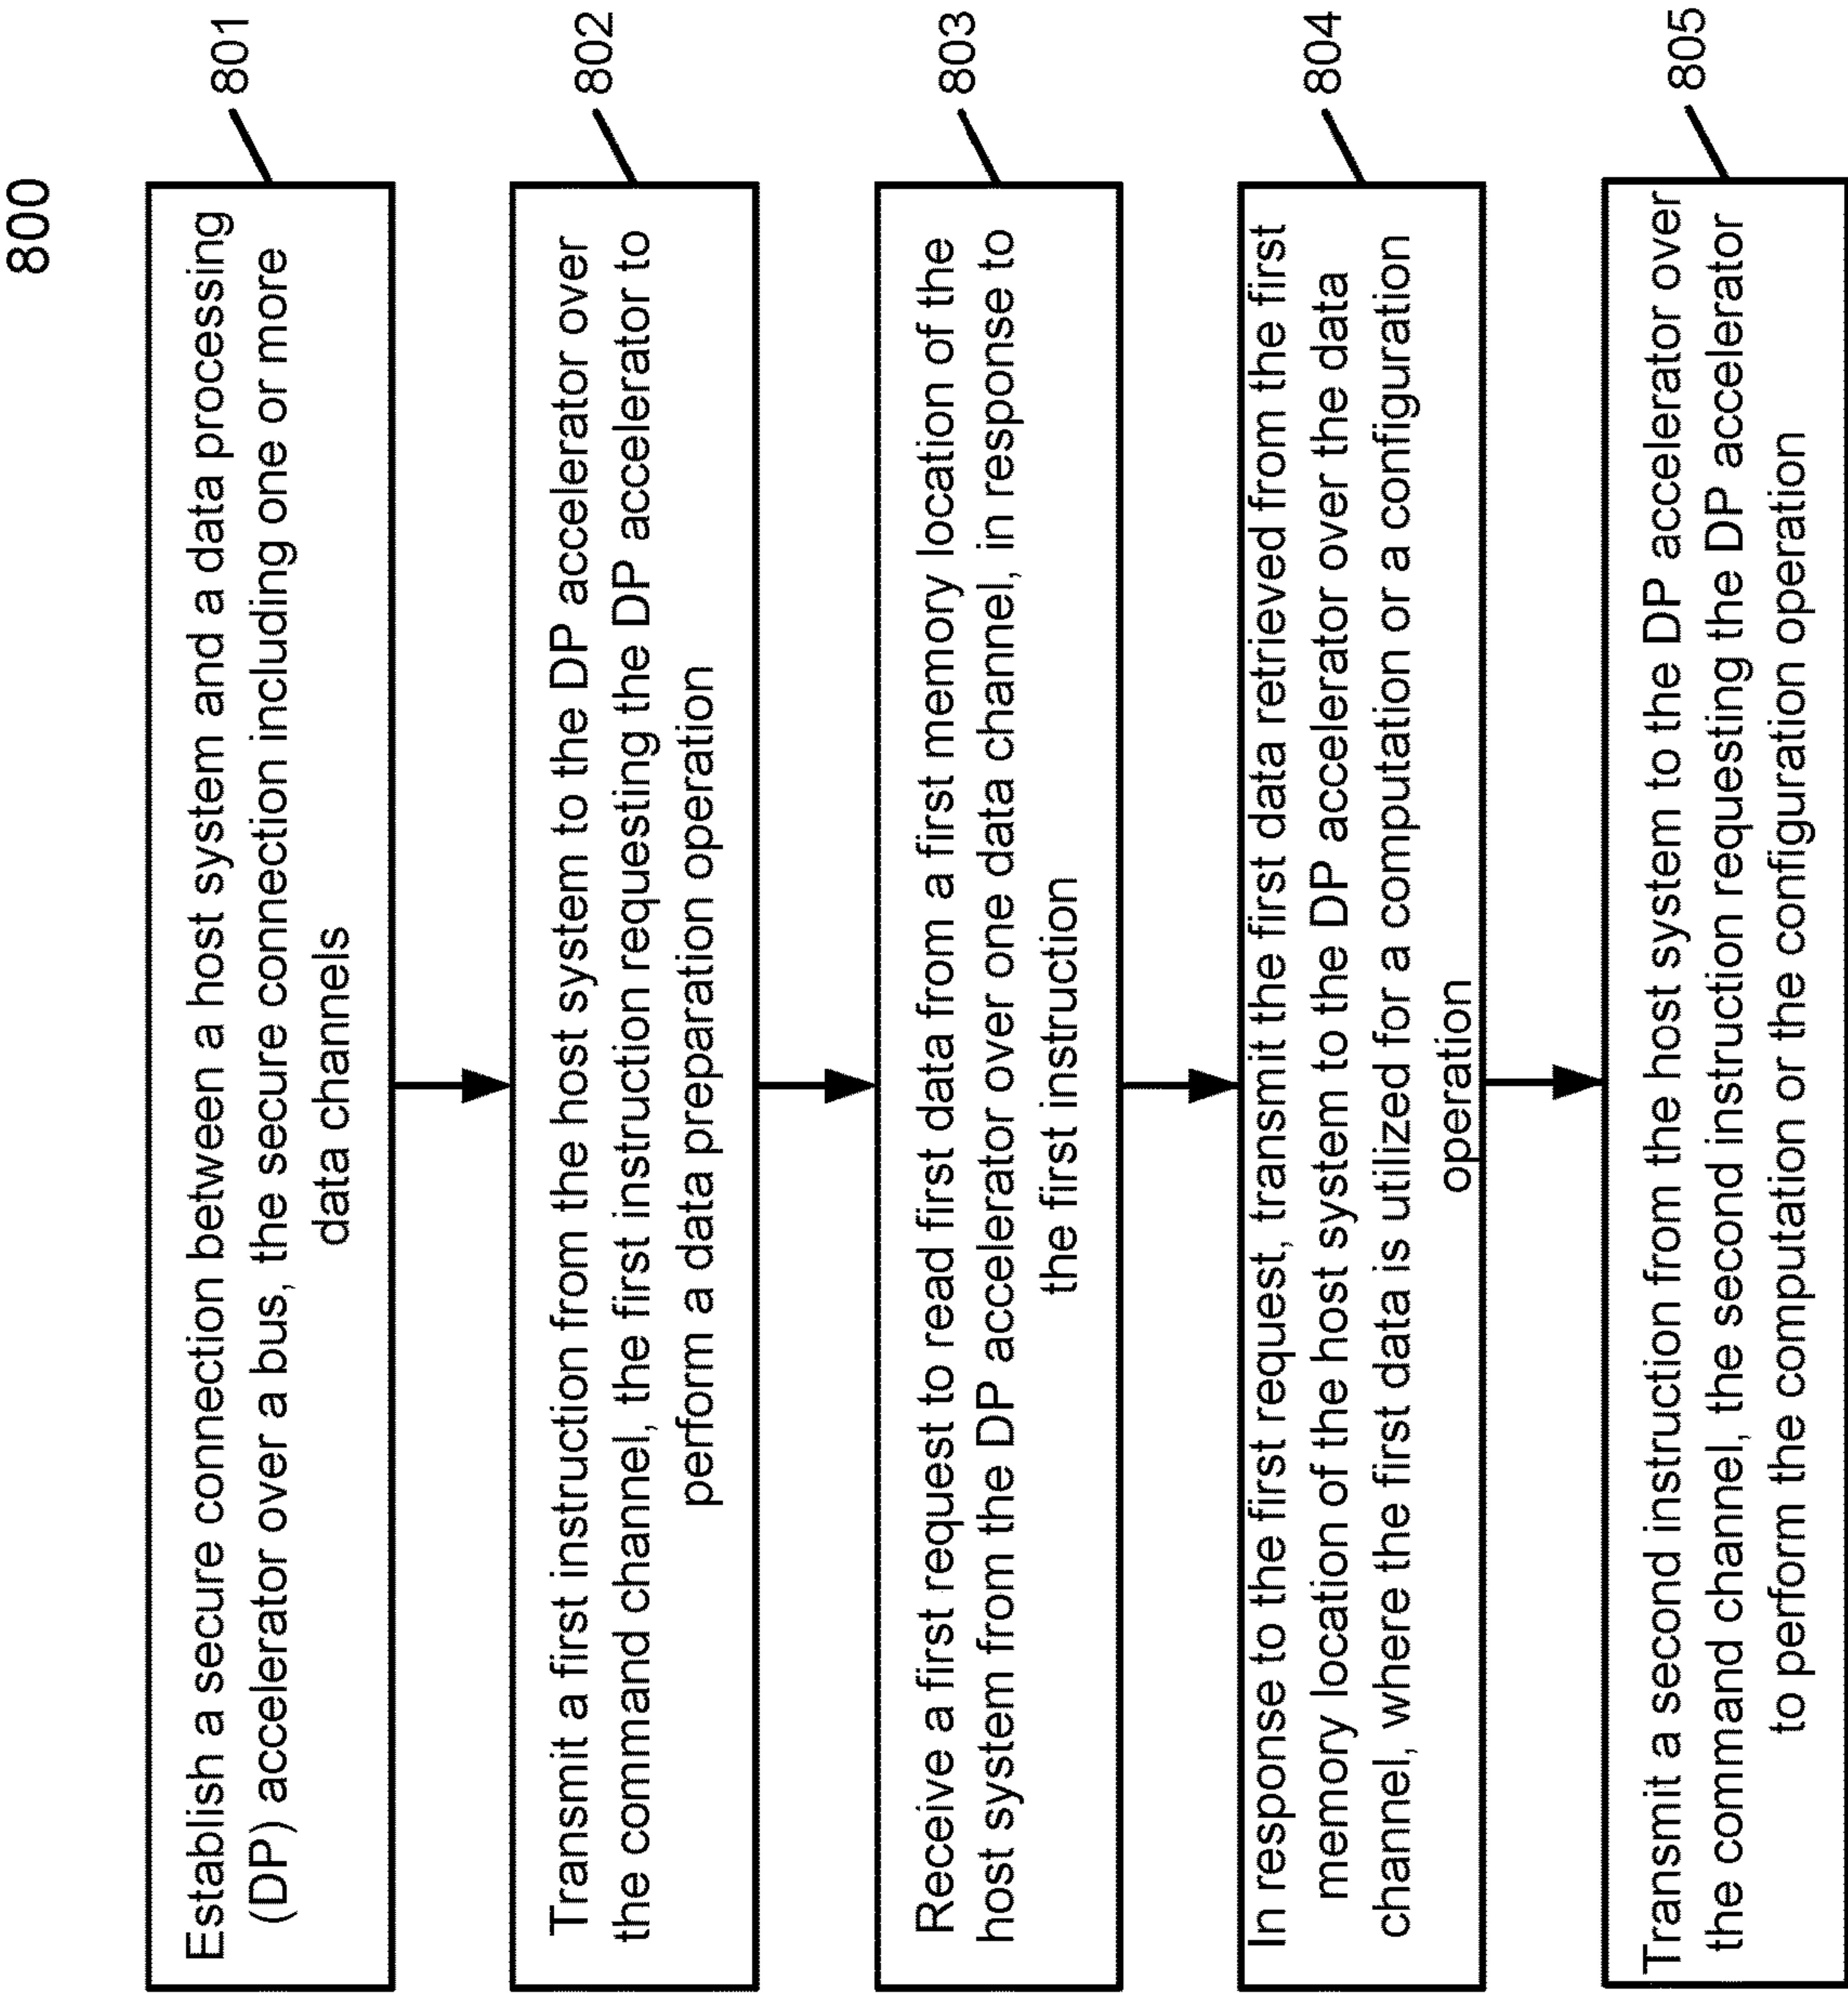 800
Establish a secure connection between a host system and a data processing
(DP) accelerator over a bus, the secure connection including one or more
data channels
801
Transmit a first instruction from the host system to the DP accelerator over
the command channel, the first instruction requesting the DP accelerator to
perform a data preparation operation
802
Receive a first request to read first data from a first memory location of the
host system from the DP accelerator over one data channel, in response to
the first instruction
803
In response to the first request, transmit the first data retrieved from the first
memory location of the host system to the DP accelerator over the data
channel, where the first data is utilized for a computation or a configuration
operation
804
Transmit a second instruction from the host system to the DP accelerator over
the command channel, the second instruction requesting the DP accelerator
to perform the computation or the configuration operation
805